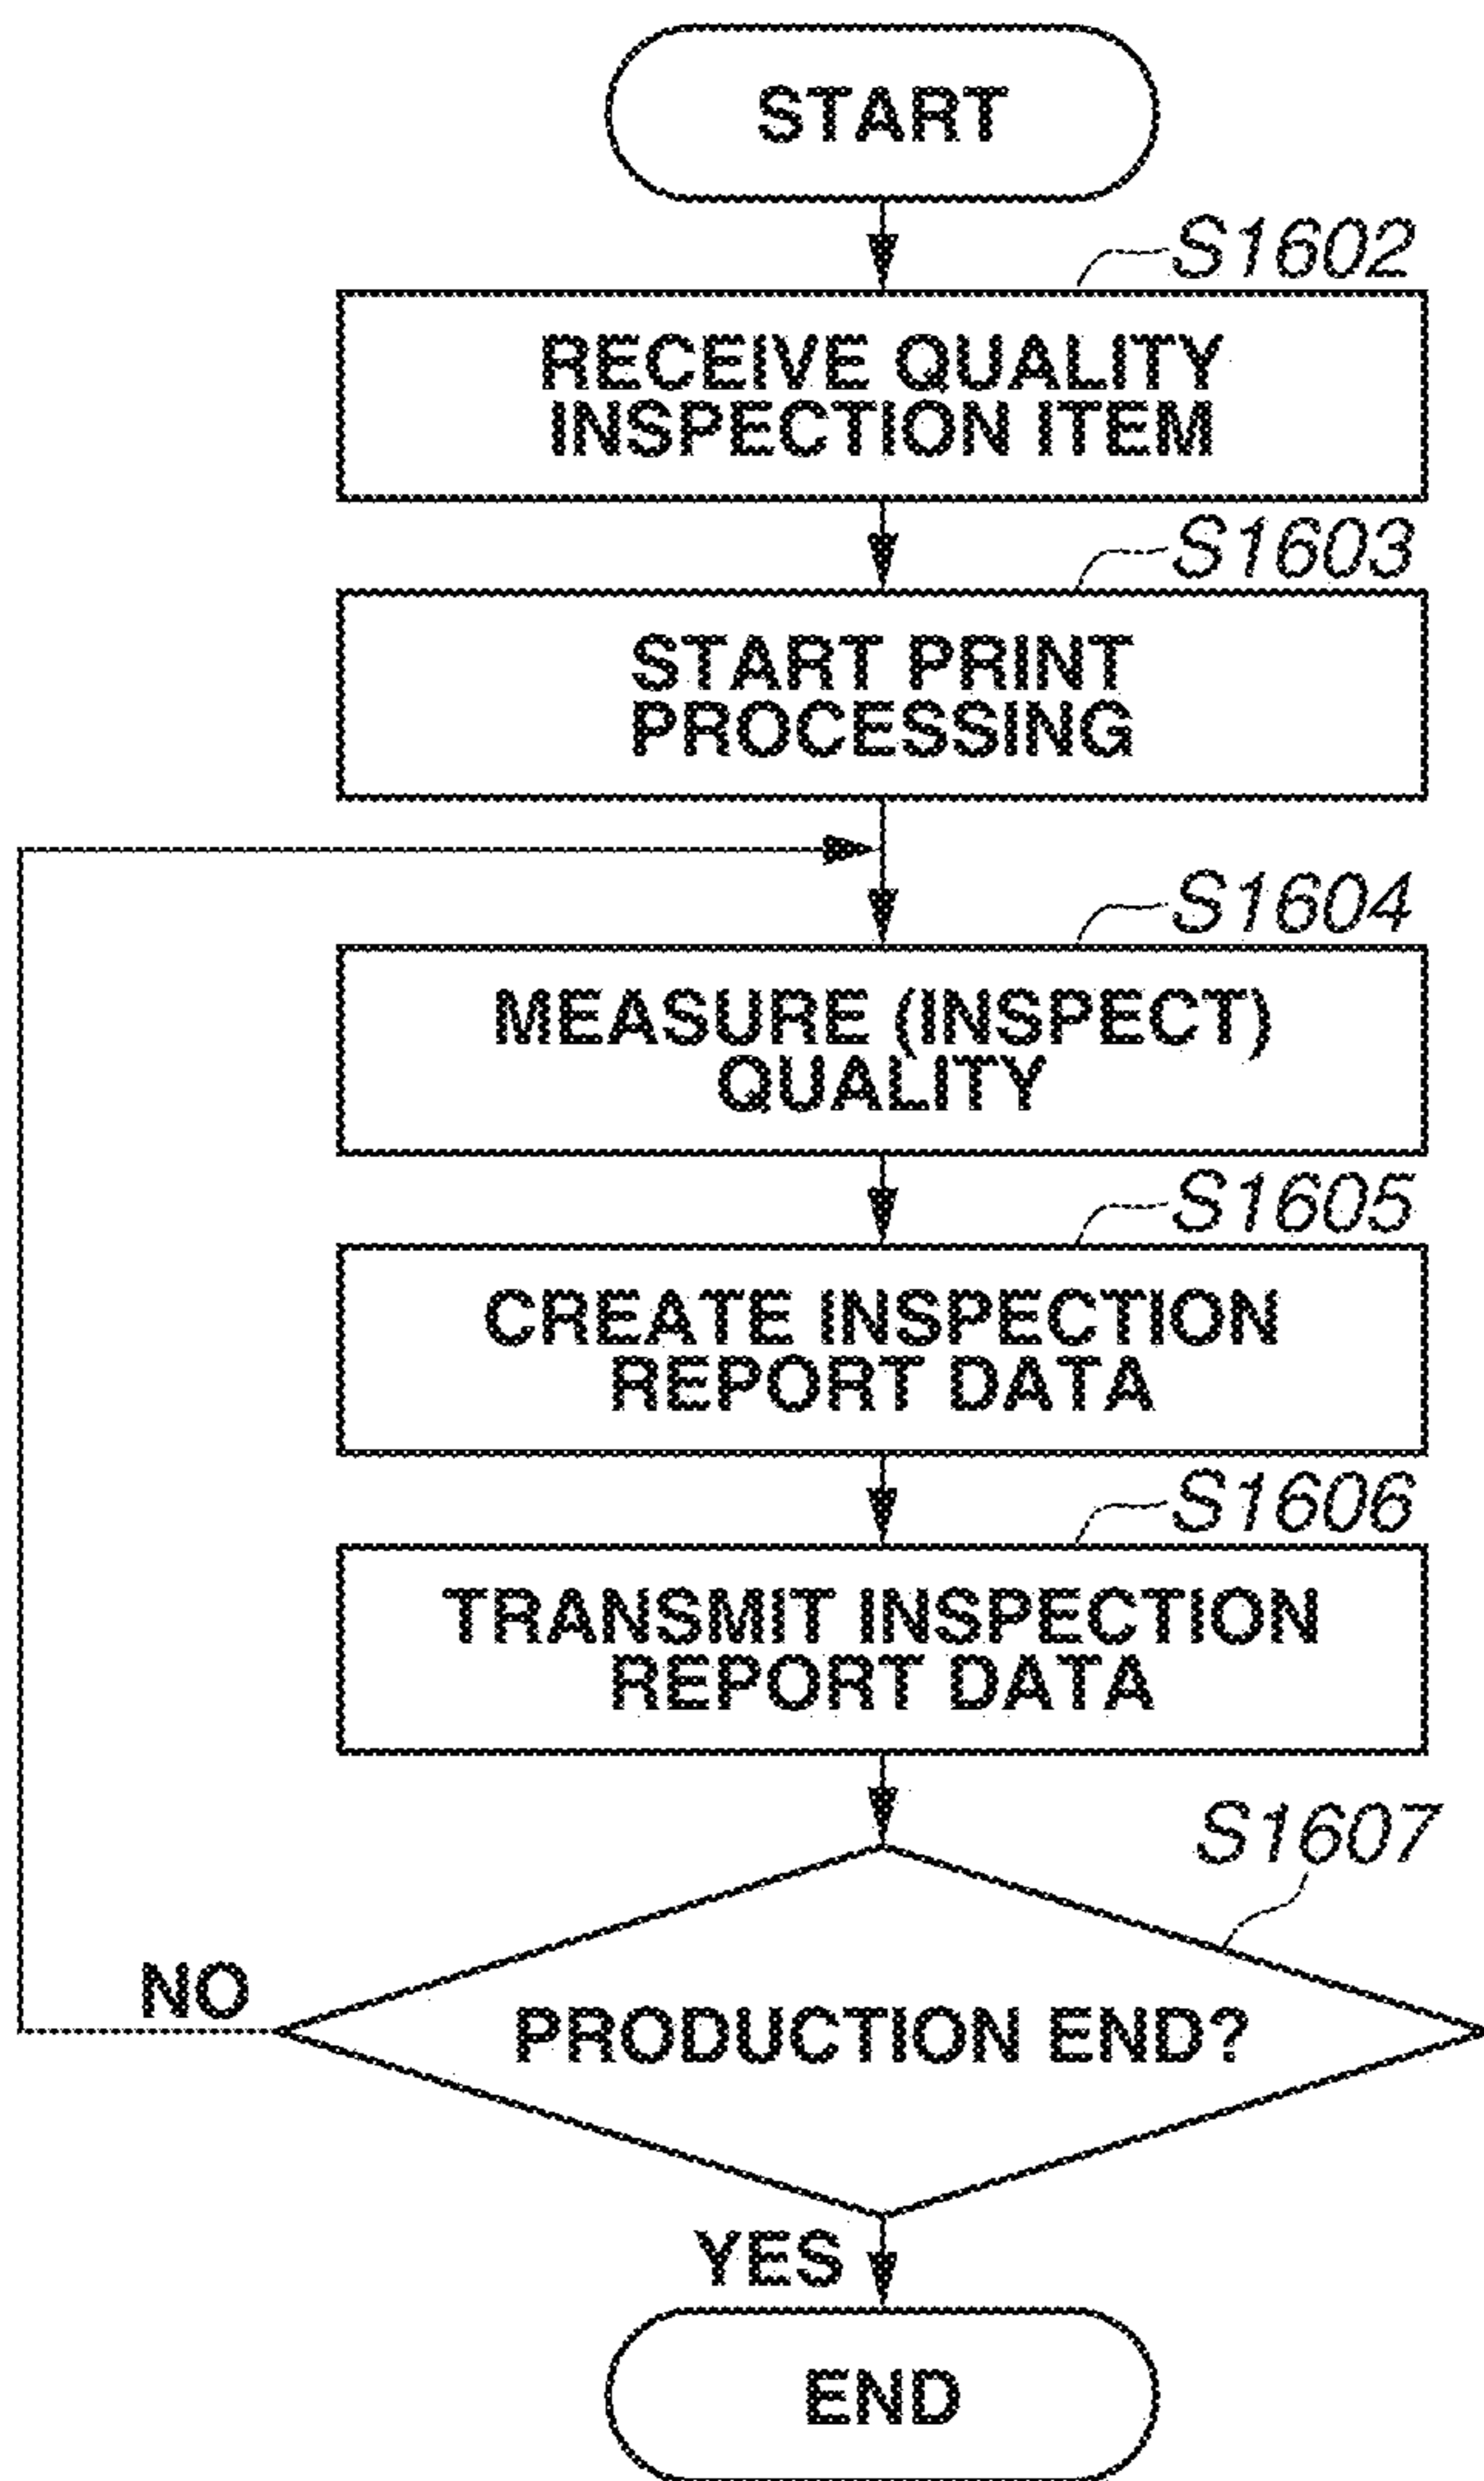 START
S1602
RECEIVE QUALITY
INSPECTION ITEM
S1603
START PRINT
PROCESSING
S1604
MEASURE (INSPECT)
QUALITY
S1605
CREATE INSPECTION
REPORT DATA
S1606
TRANSMIT INSPECTION
REPORT DATA
S1607
NO
PRODUCTION END?
YES
END